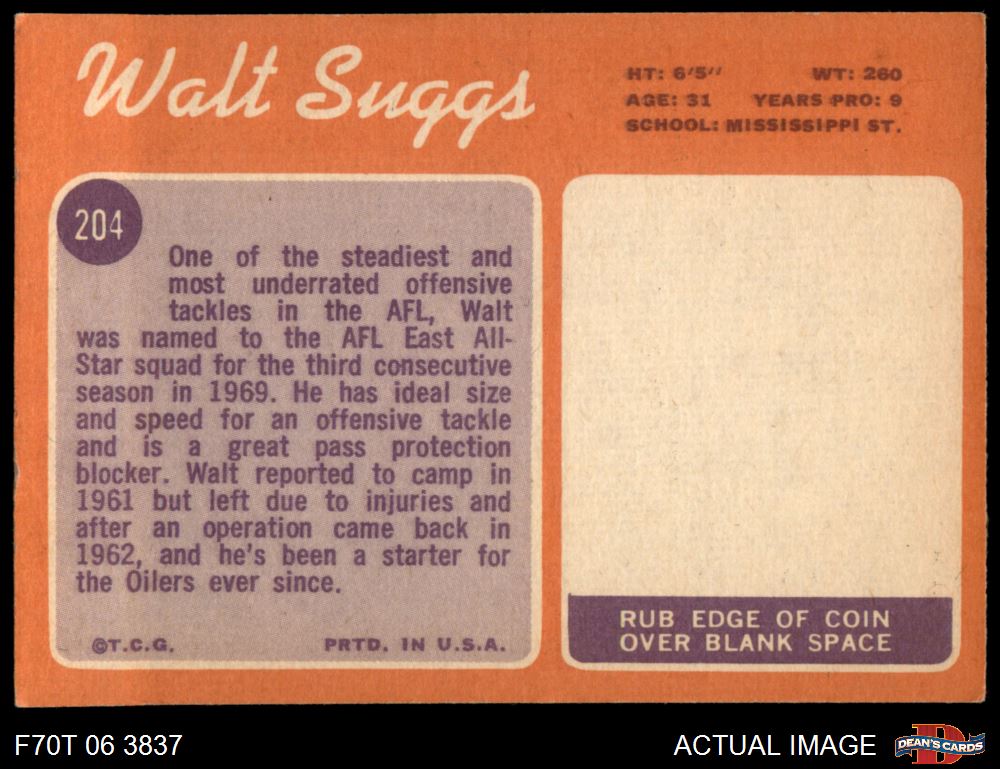 Walt Suggs
HT: 6'5" WT: 260
AGE: 31 YEARS PRO: 9
SCHOOL: MISSISSIPPI ST.
204
One of the steadiest and
most underrated offensive
tackles in the AFL, Walt
was named to the AFL East All-
Star squad for the third consecutive
season in 1969. He has ideal size
and speed for an offensive tackle
and is a great pass protection
blocker. Walt reported to camp in
1961 but left due to injuries and
after an operation came back in
1962, and he's been a starter for
the Oilers ever since.
©T.C.G. PRTD. IN U.S.A.
RUB EDGE OF COIN
OVER BLANK SPACE
F70T 06 3837
ACTUAL IMAGE
D
DEAN'S CARDS